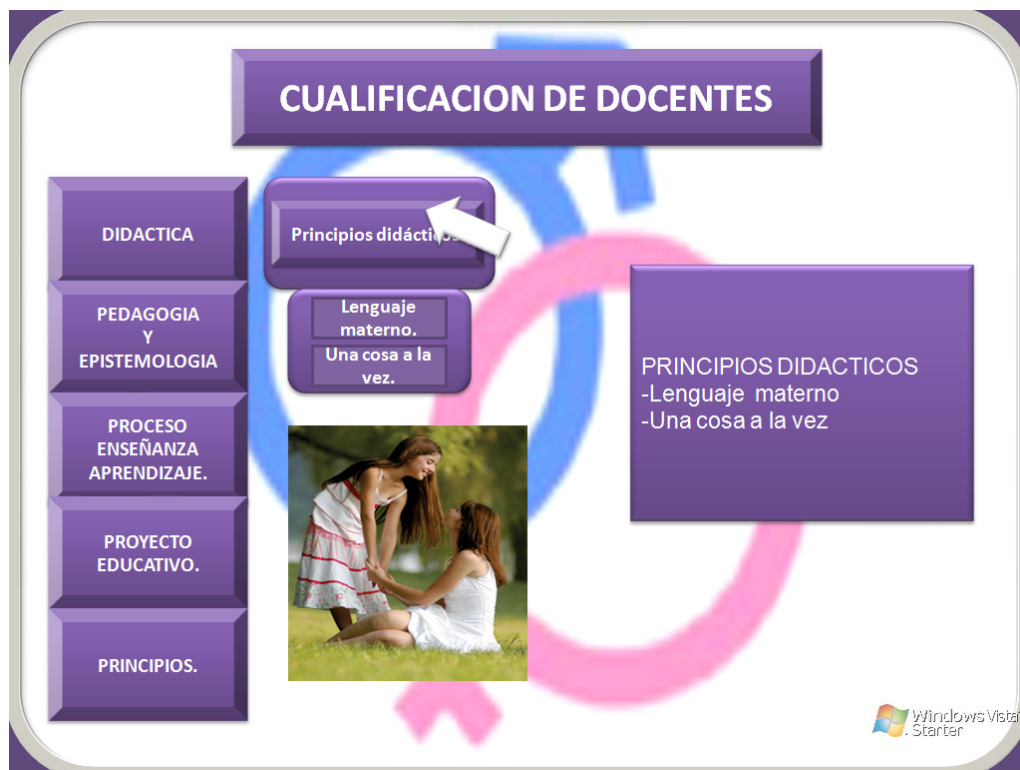 CUALIFICACION DE DOCENTES
DIDACTICA
PEDAGOGIA
Y
EPISTEMOLOGIA
PROCESO
ENSEÑANZA
APRENDIZAJE.
PROYECTO
EDUCATIVO.
PRINCIPIOS.
Principios didácticos
Lenguaje
materno.
Una cosa a la
vez.
PRINCIPIOS DIDACTICOS
-Lenguaje materno
-Una cosa a la vez
Windows Vista
Starter